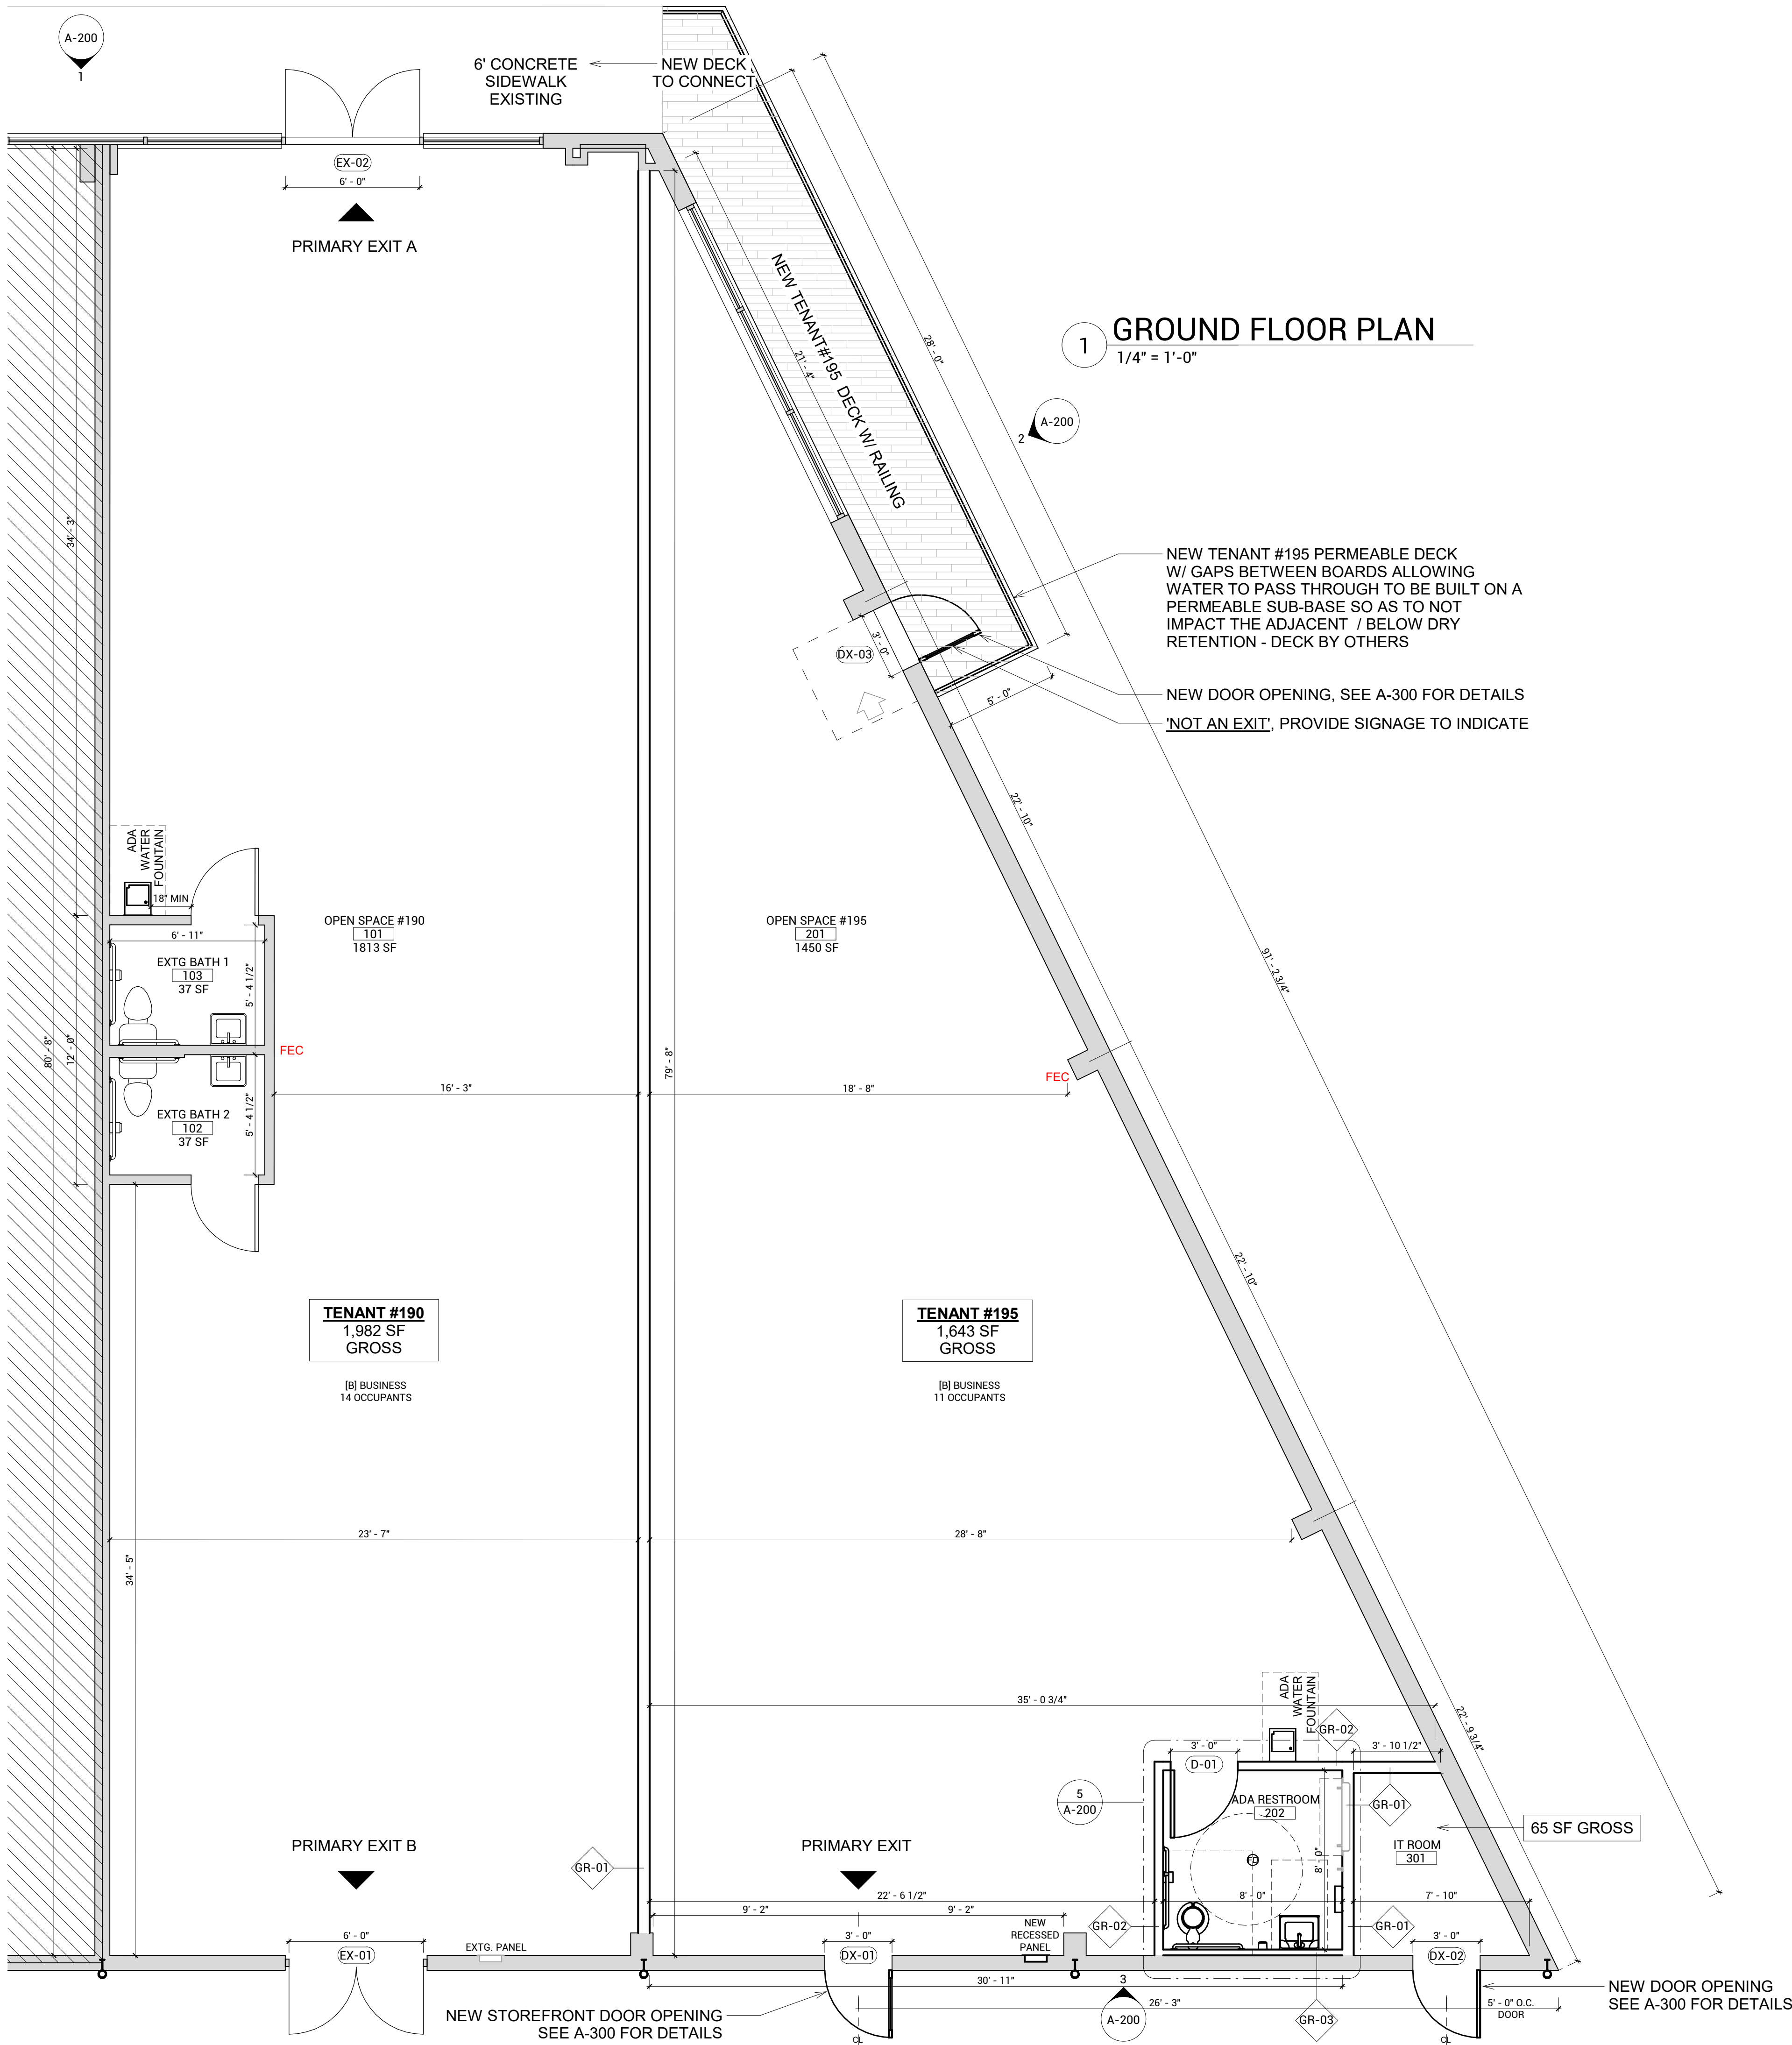 A-200
1
6' CONCRETE
SIDEWALK
EXISTING
NEW DECK
TO CONNECT
EX-02
6' - 0"
PRIMARY EXIT A
NEW TENANT#195 DECK W/ RAILING
21' - 4"
28' - 0"
1
GROUND FLOOR PLAN
1/4" = 1'-0"
A-200
2
34' - 3"
NEW TENANT #195 PERMEABLE DECK
W/ GAPS BETWEEN BOARDS ALLOWING
WATER TO PASS THROUGH TO BE BUILT ON A
PERMEABLE SUB-BASE SO AS TO NOT
IMPACT THE ADJACENT / BELOW DRY
RETENTION - DECK BY OTHERS
3' - 0"
DX-03
5' - 0"
NEW DOOR OPENING, SEE A-300 FOR DETAILS
'NOT AN EXIT', PROVIDE SIGNAGE TO INDICATE
22' - 10"
ADA
WATER
FOUNTAIN
18" MIN
OPEN SPACE #190
101
1813 SF
OPEN SPACE #195
201
1450 SF
6' - 11"
EXTG BATH 1
103
37 SF
5' - 4 1/2"
91' - 2 3/4"
80' - 8"
12' - 0"
FEC
79' - 8"
FEC
16' - 3"
18' - 8"
EXTG BATH 2
102
37 SF
5' - 4 1/2"
22' - 10"
TENANT #190
1,982 SF
GROSS
[B] BUSINESS
14 OCCUPANTS
TENANT #195
1,643 SF
GROSS
[B] BUSINESS
11 OCCUPANTS
23' - 7"
28' - 8"
34' - 5"
35' - 0 3/4"
ADA
WATER
FOUNTAIN
GR-02
22' - 9 3/4"
3' - 0"
D-01
3' - 10 1/2"
5
A-200
ADA RESTROOM
202
GR-01
65 SF GROSS
IT ROOM
301
PRIMARY EXIT B
PRIMARY EXIT
GR-01
FD
8' - 0"
22' - 6 1/2"
8' - 0"
7' - 10"
9' - 2"
9' - 2"
GR-02
GR-01
NEW
RECESSED
PANEL
6' - 0"
EX-01
EXTG. PANEL
3' - 0"
DX-01
3' - 0"
DX-02
30' - 11"
3
A-200
26' - 3"
GR-03
5' - 0" O.C.
DOOR
NEW STOREFRONT DOOR OPENING
SEE A-300 FOR DETAILS
NEW DOOR OPENING
SEE A-300 FOR DETAILS
CL
CL